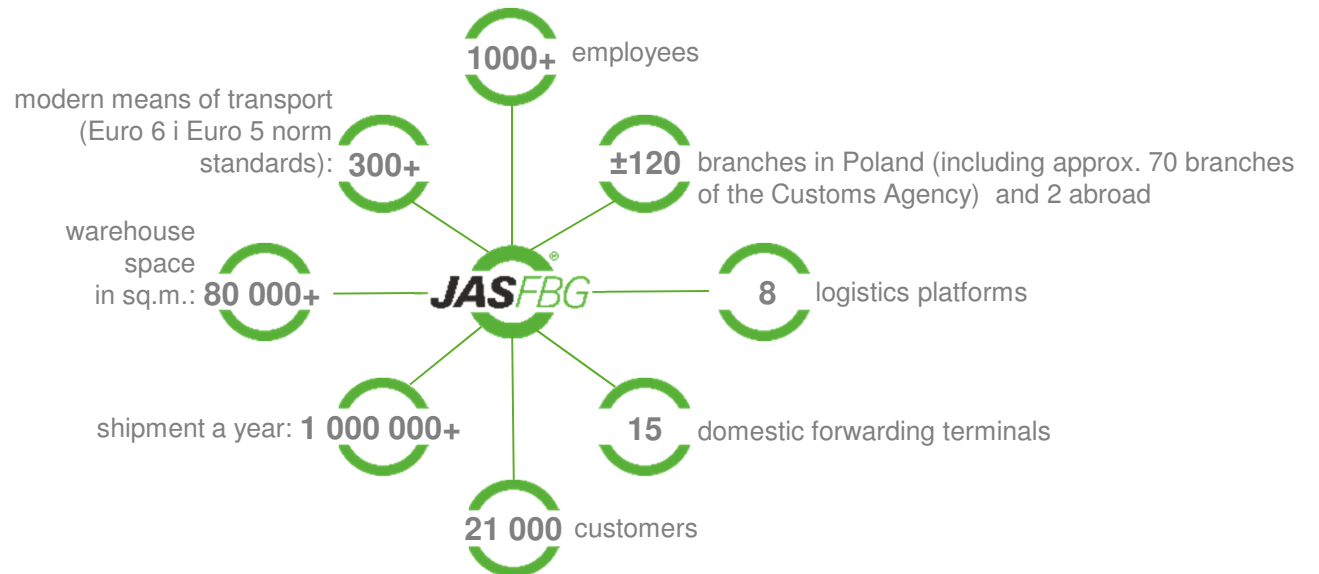 1000+ employees
modern means of transport
(Euro 6 i Euro 5 norm
standards): 300+
±120 branches in Poland (including approx. 70 branches
of the Customs Agency) and 2 abroad
warehouse
space
in sq.m.: 80 000+
JASFBG®
8 logistics platforms
shipment a year: 1 000 000+
15 domestic forwarding terminals
21 000 customers